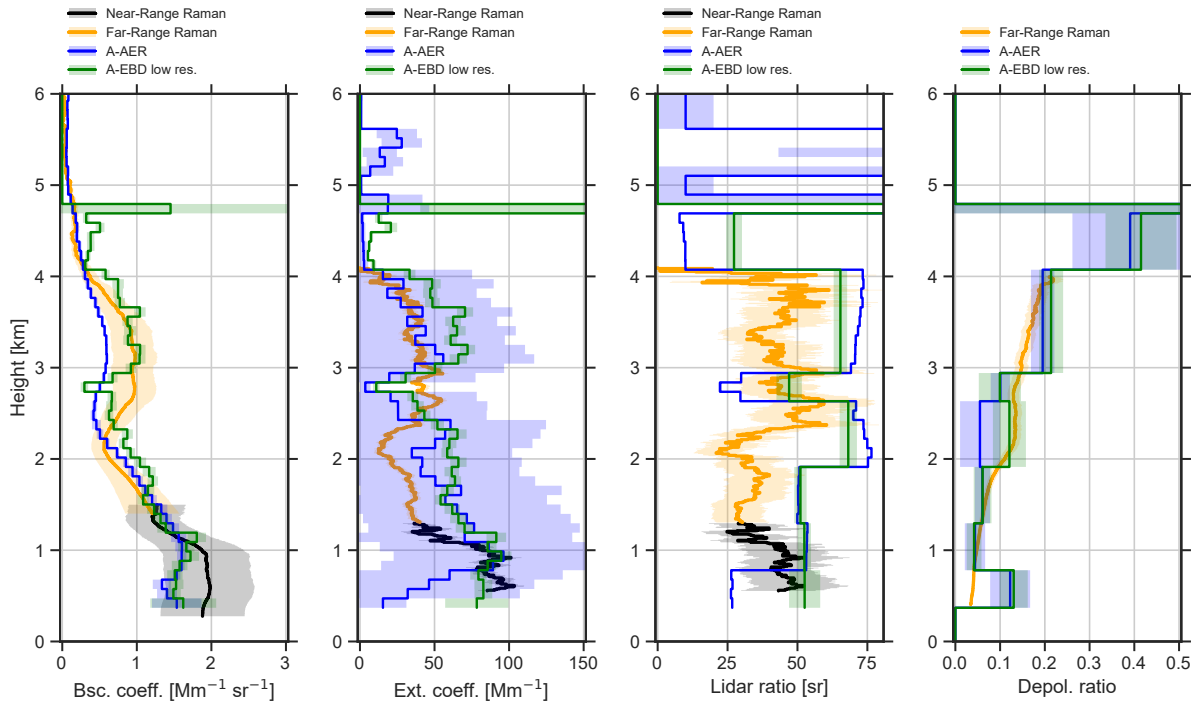 Near-Range Raman
Far-Range Raman
A-AER
A-EBD low res.
Near-Range Raman
Far-Range Raman
A-AER
A-EBD low res.
Near-Range Raman
Far-Range Raman
A-AER
A-EBD low res.
Far-Range Raman
A-AER
A-EBD low res.
Height [km]
6
5
4
3
2
1
0
0 1 2 3
Bsc. coeff. [Mm⁻¹ sr⁻¹]
6
5
4
3
2
1
0
0 50 100 150
Ext. coeff. [Mm⁻¹]
6
5
4
3
2
1
0
0 25 50 75
Lidar ratio [sr]
6
5
4
3
2
1
0
0.0 0.1 0.2 0.3 0.4 0.5
Depol. ratio